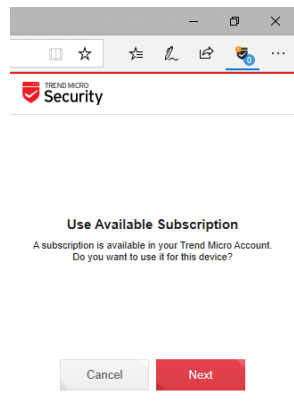 0
TREND MICRO
Security
Use Available Subscription
A subscription is available in your Trend Micro Account.
Do you want to use it for this device?
Cancel
Next